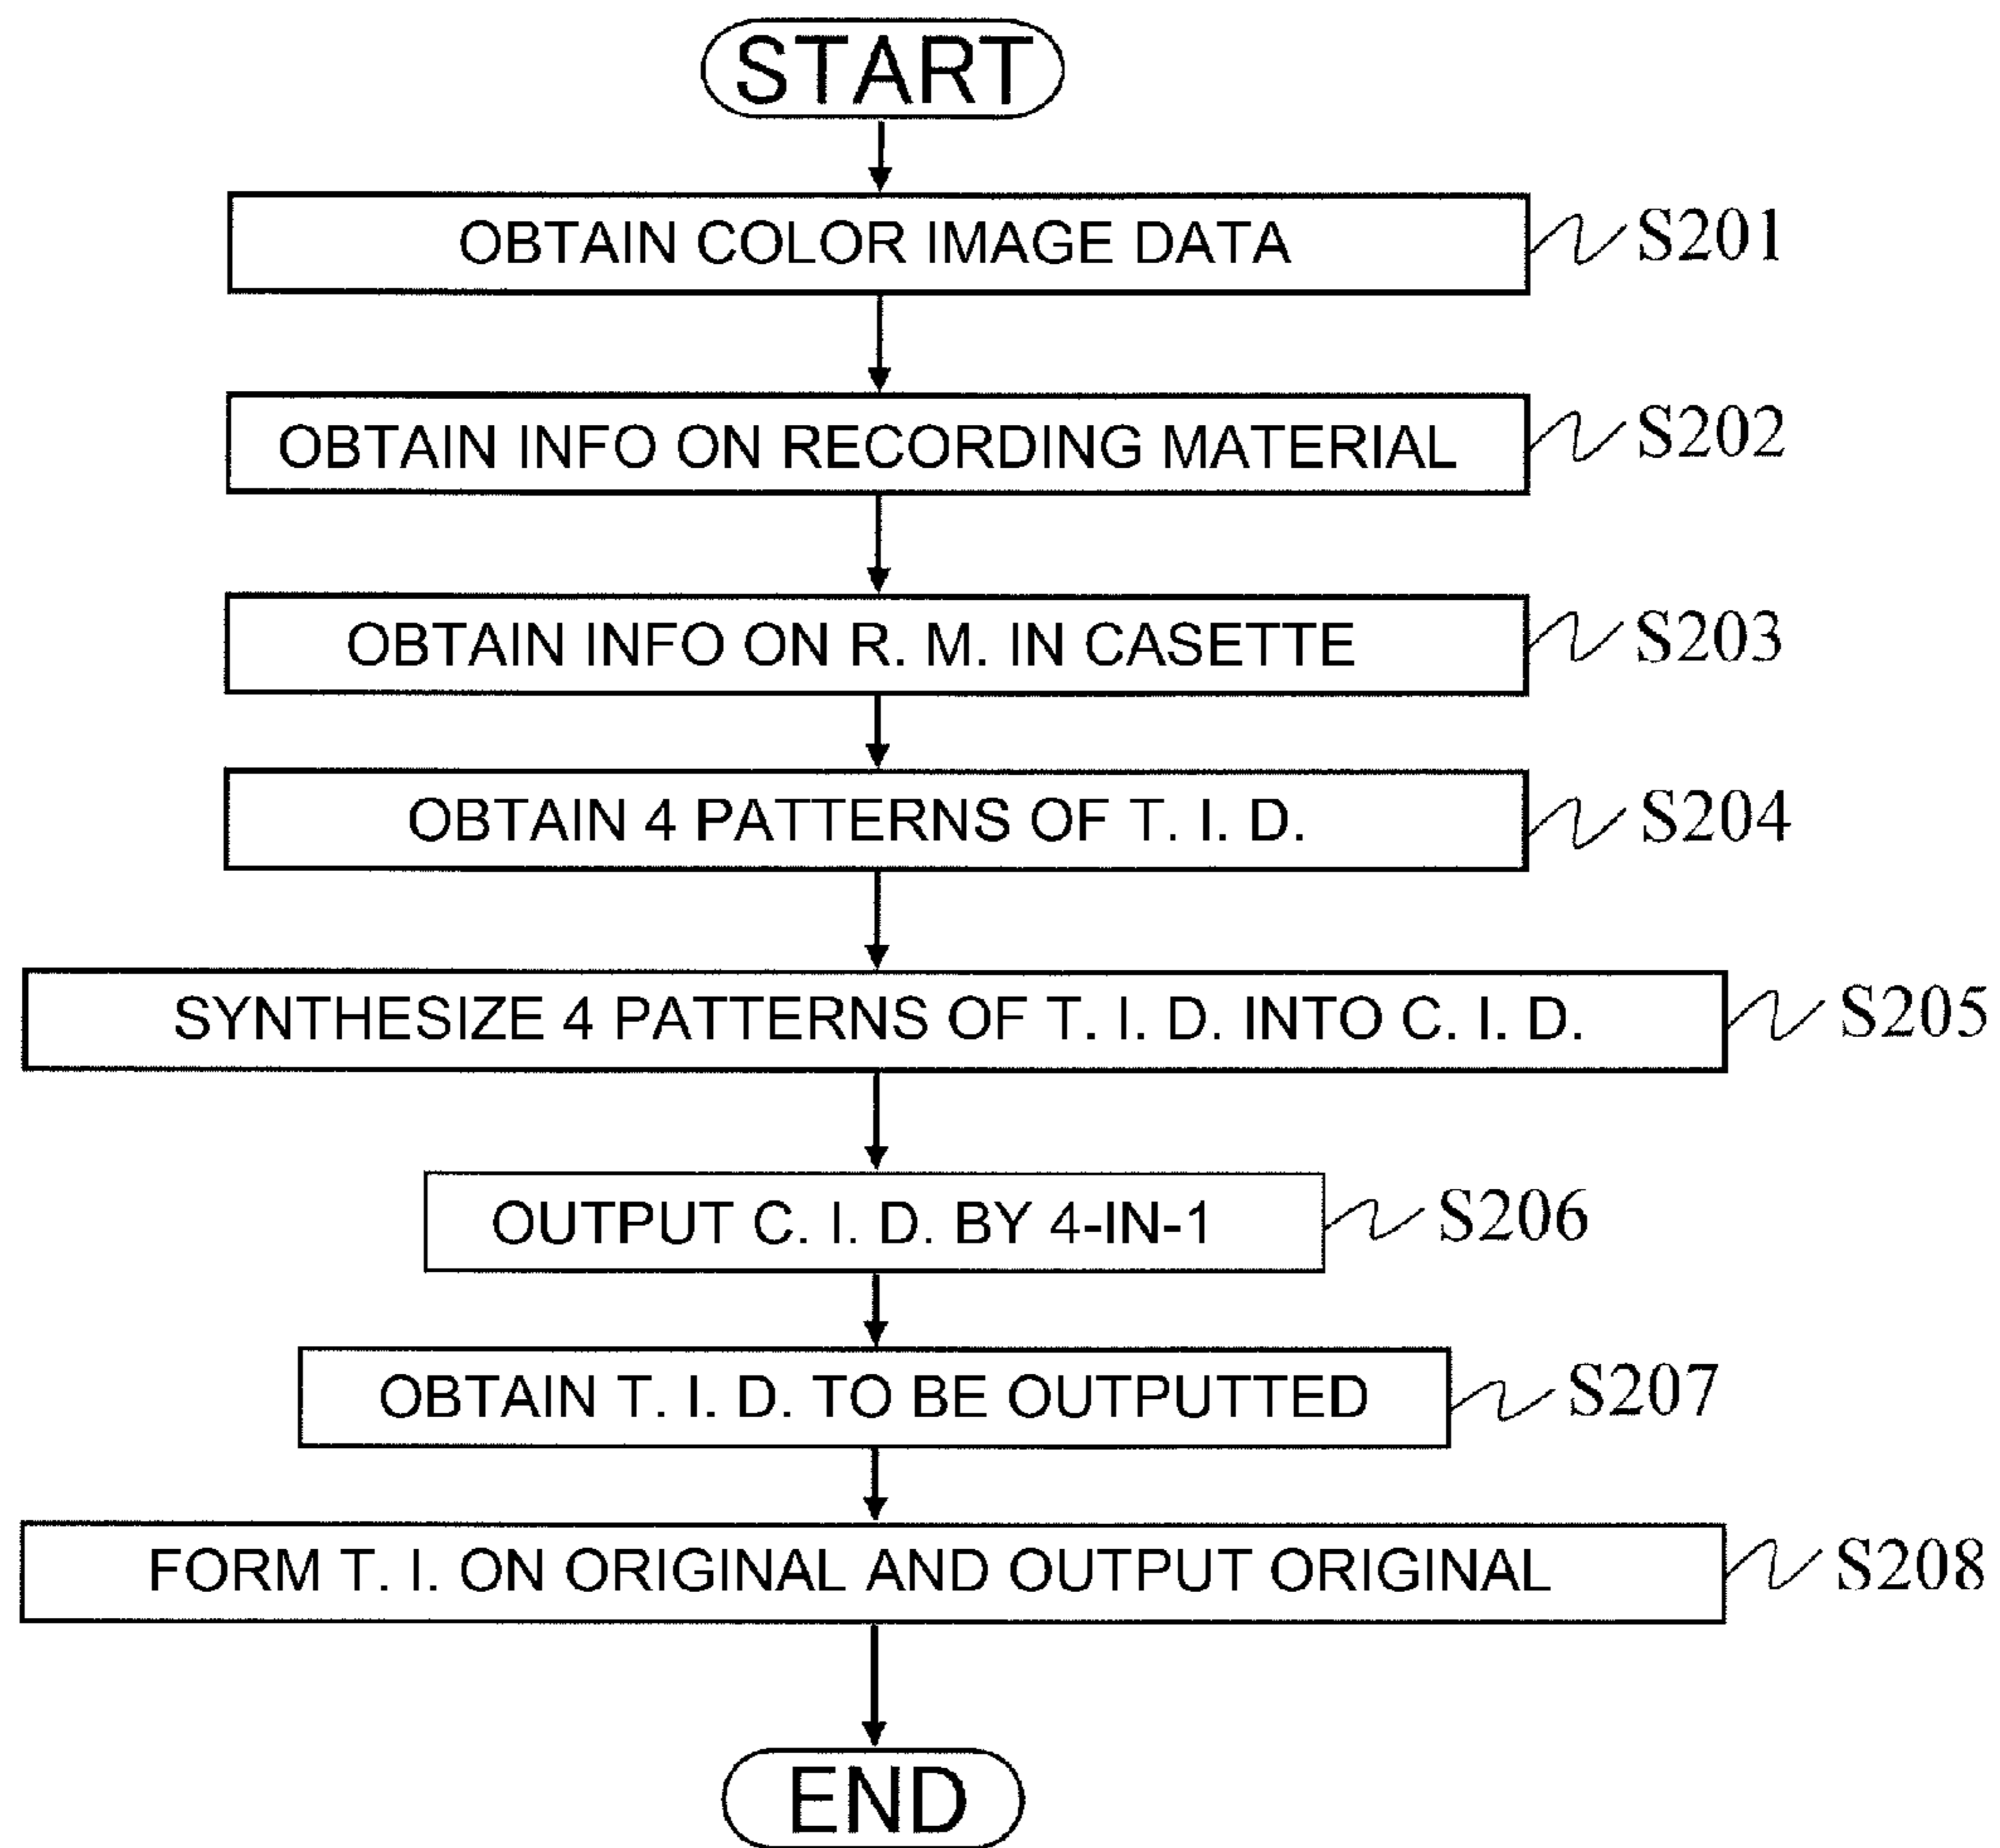 START
OBTAIN COLOR IMAGE DATA S201
OBTAIN INFO ON RECORDING MATERIAL S202
OBTAIN INFO ON R. M. IN CASETTE S203
OBTAIN 4 PATTERNS OF T. I. D. S204
SYNTHESIZE 4 PATTERNS OF T. I. D. INTO C. I. D. S205
OUTPUT C. I. D. BY 4-IN-1 S206
OBTAIN T. I. D. TO BE OUTPUTTED S207
FORM T. I. ON ORIGINAL AND OUTPUT ORIGINAL S208
END